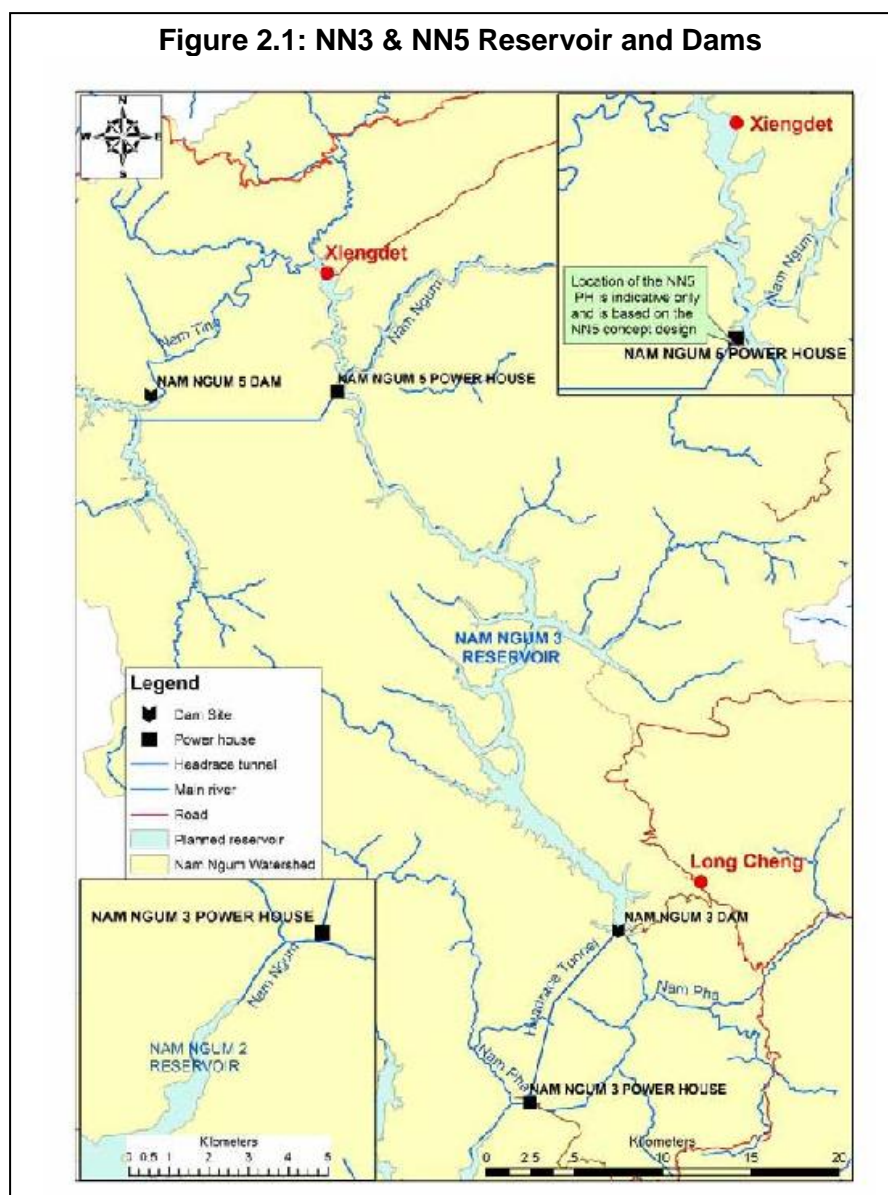 Figure 2.1: NN3 & NN5 Reservoir and Dams
N
W E
S
Xiengdet
Nam Ting
Nam Ngum
NAM NGUM 5 DAM
NAM NGUM 5 POWER HOUSE
Xiengdet
Nam Ngum
Location of the NN5
PH is indicative only
and is based on the
NN5 concept design
NAM NGUM 5 POWER HOUSE
NAM NGUM 3
RESERVOIR
Legend
Dam Site
Power house
Headrace tunnel
Main river
Road
Planned reservoir
Nam Ngum Watershed
Long Cheng
NAM NGUM 3 DAM
Headrace Tunnel
Nam Pha
Nam Pha
NAM NGUM 3 POWER HOUSE
Kilometers
0 2.5 5 10 15 20
NAM NGUM 3 POWER HOUSE
Nam Ngum
NAM NGUM 2
RESERVOIR
Kilometers
0 0.5 1 2 3 4 5